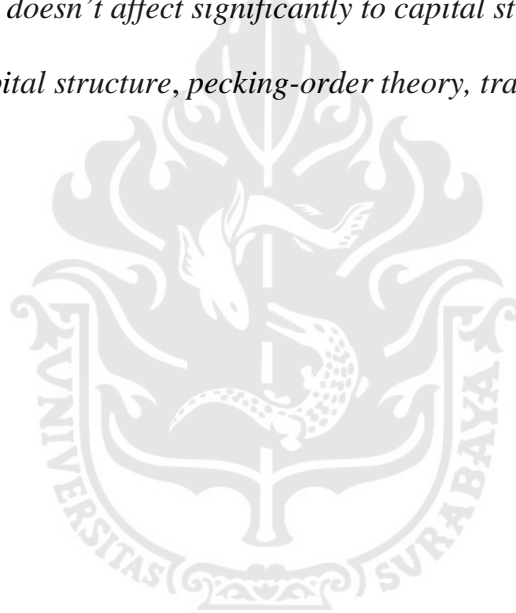 doesn't affect significantly to capital st
pital structure, pecking-order theory, tra
UNIVERSITAS SURABAYA